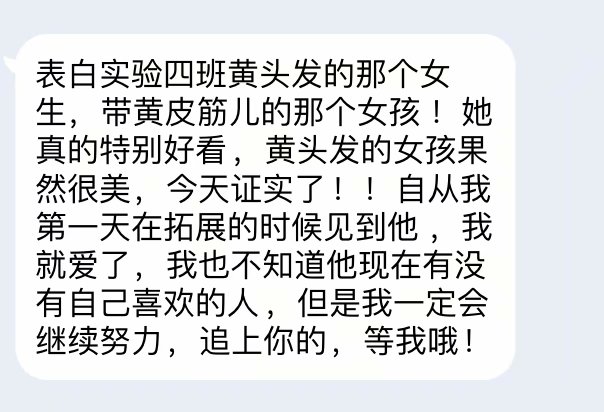 表白实验四班黄头发的那个女
生，带黄皮筋儿的那个女孩！她
真的特别好看，黄头发的女孩果
然很美，今天证实了！！自从我
第一天在拓展的时候见到他，我
就爱了，我也不知道他现在有没
有自己喜欢的人，但是我一定会
继续努力，追上你的，等我哦！